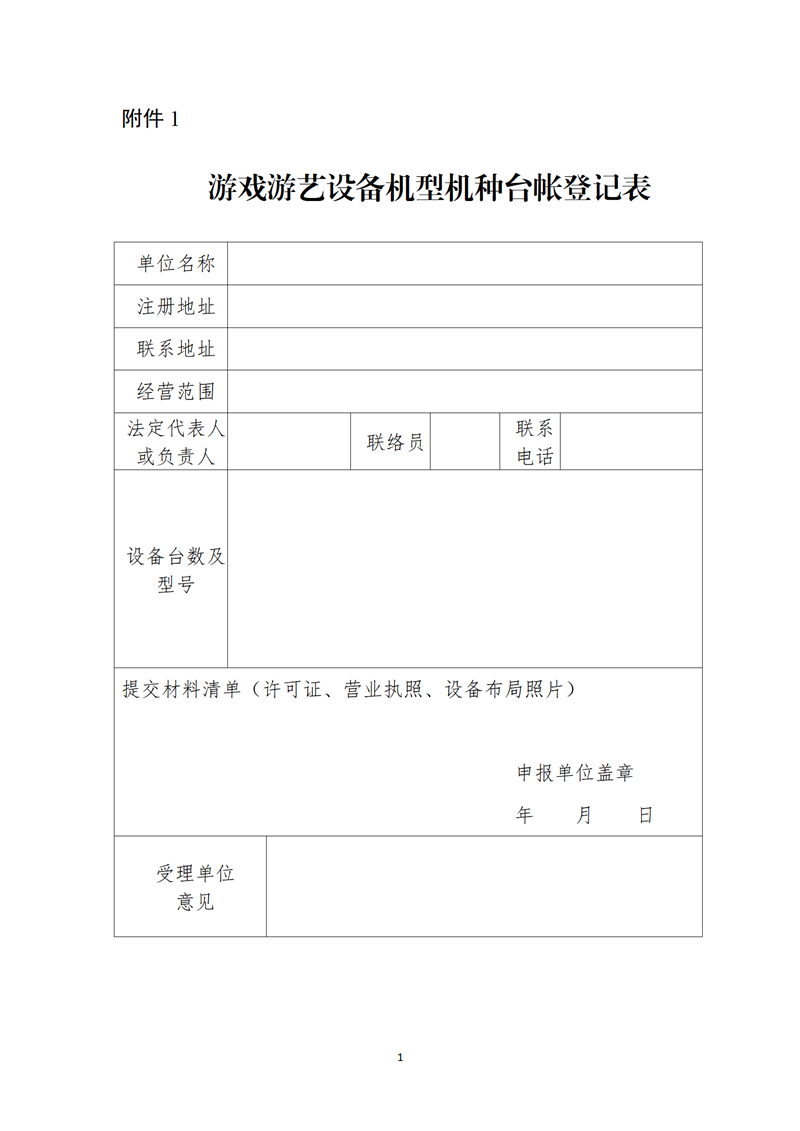 附件 1
游戏游艺设备机型机种台帐登记表
单位名称
注册地址
联系地址
经营范围
法定代表人
或负责人
联络员
联系
电话
设备台数及
型号
提交材料清单（许可证、营业执照、设备布局照片）
申报单位盖章
年 月 日
受理单位
意见
1